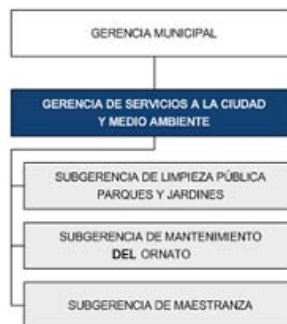 GERENCIA MUNICIPAL
GERENCIA DE SERVICIOS A LA CIUDAD
Y MEDIO AMBIENTE
SUBGERENCIA DE LIMPIEZA PÚBLICA
PARQUES Y JARDINES
SUBGERENCIA DE MANTENIMIENTO
DEL ORNATO
SUBGERENCIA DE MAESTRANZA